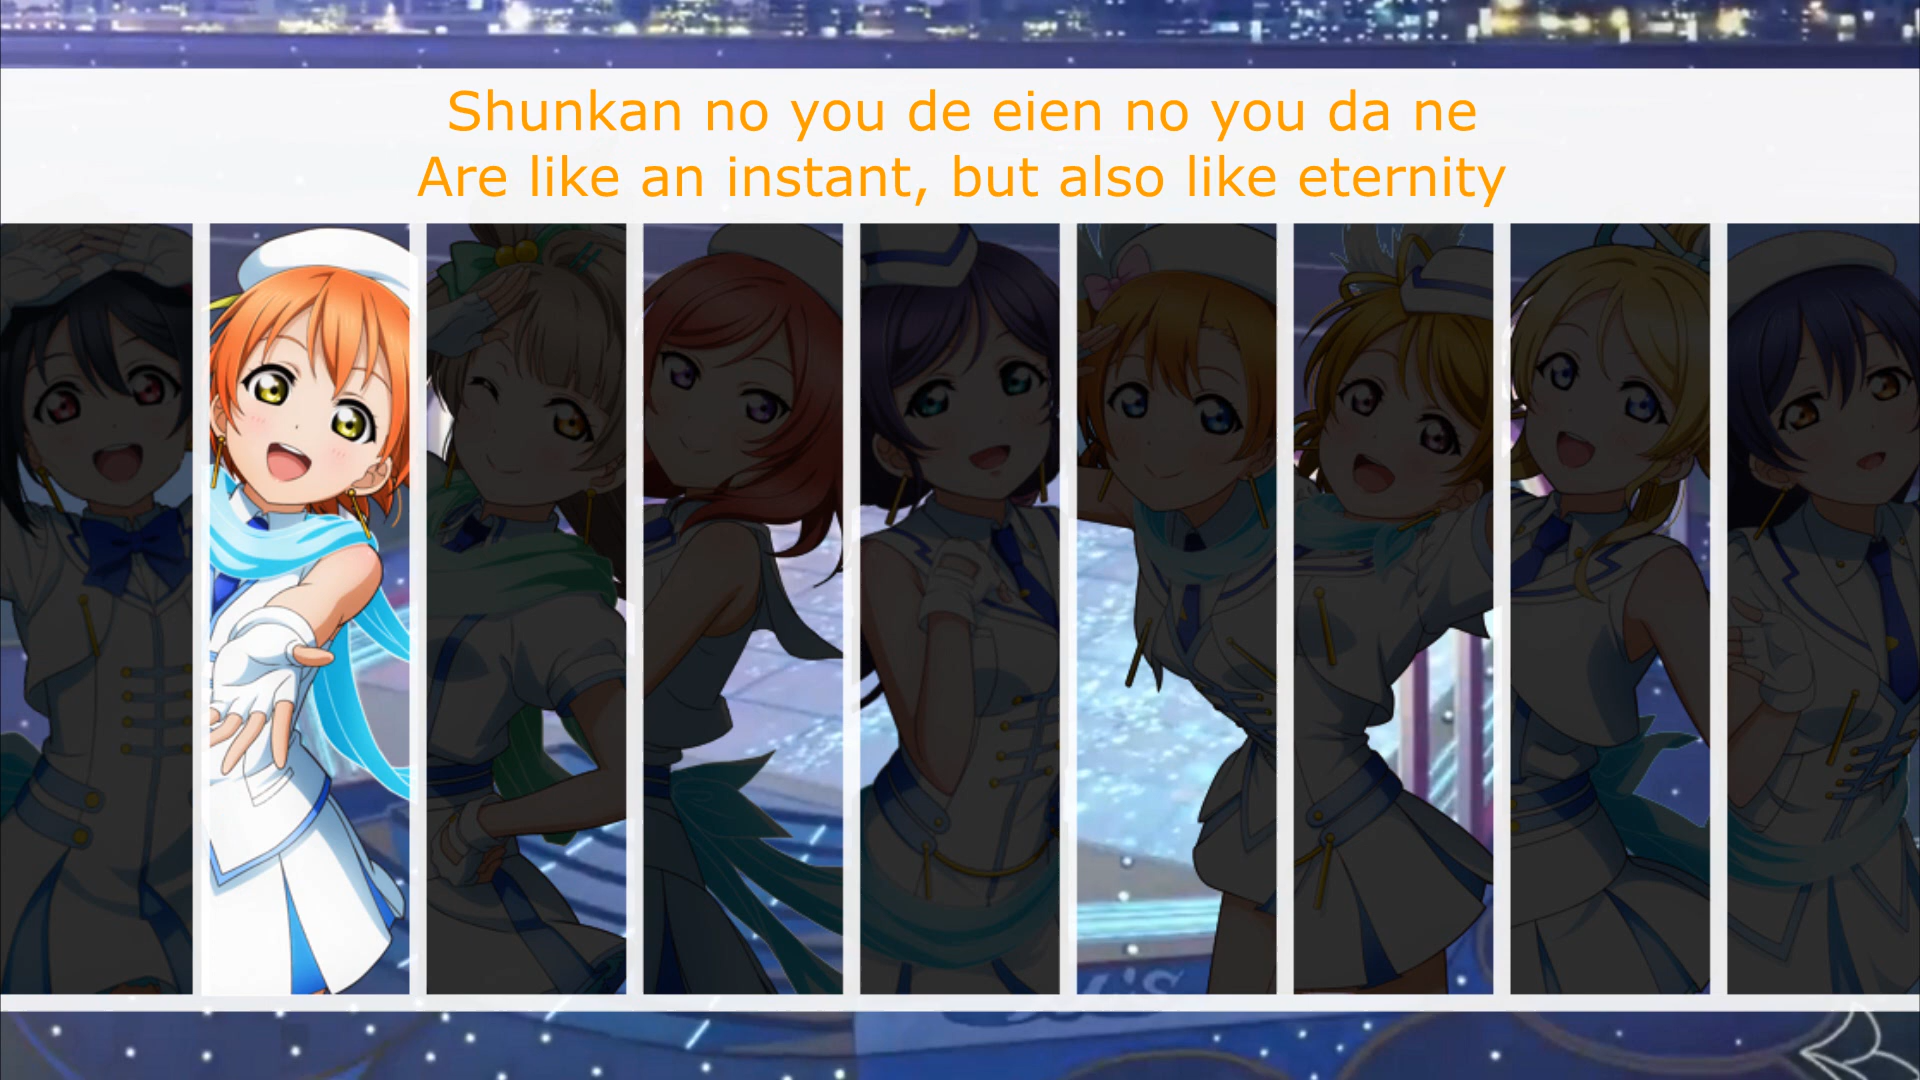 Shunkan no you de eien no you da ne
Are like an instant, but also like eternity